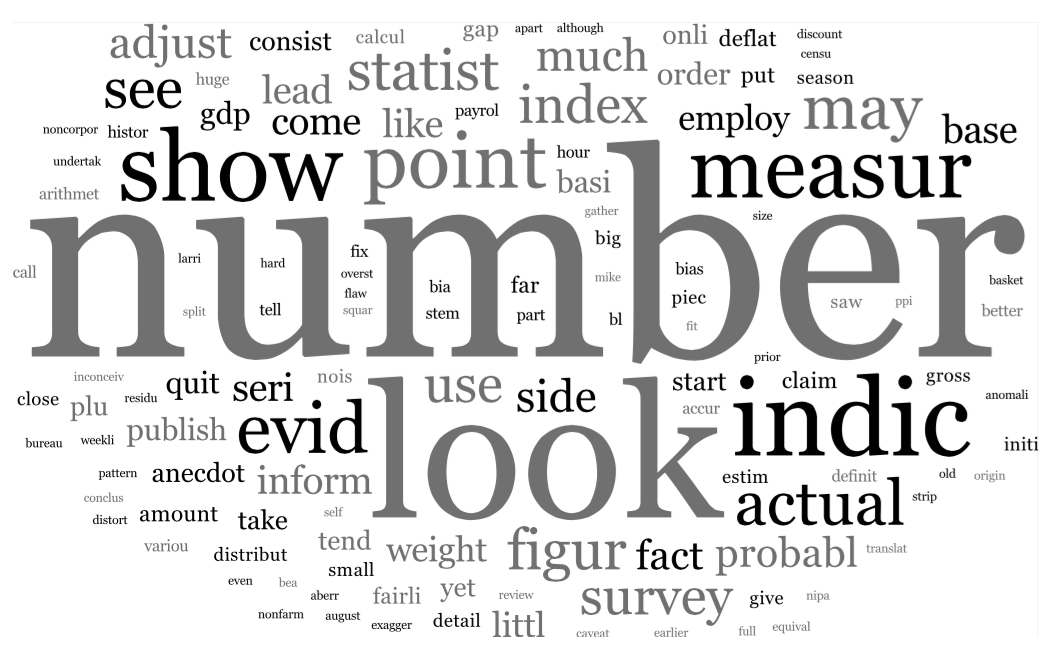 adjust consist calcul gap apart although onli deflat discount
censu
see huge lead statist much order put season
gdp come like payrol index employ may base
noncorpor histor
undertak show point hour measur
arithmet basi
gather size
number
call larri hard fix big bias basket
overst bia far mike
flaw piec saw ppi
split tell squar stem part bl fit better
prior
inconceiv quit seri nois use side start claim gross
close plu residu accur anomali
bureau weekli publish evid look indic initi
pattern anecdot inform estim definit old origin
conclus actual strip
distort amount take self
variou distribut tend weight figur fact probabl translat
small
even bea
aberr fairli yet review survey give nipa
nonfarm august exagger detail littl caveat earlier full equival